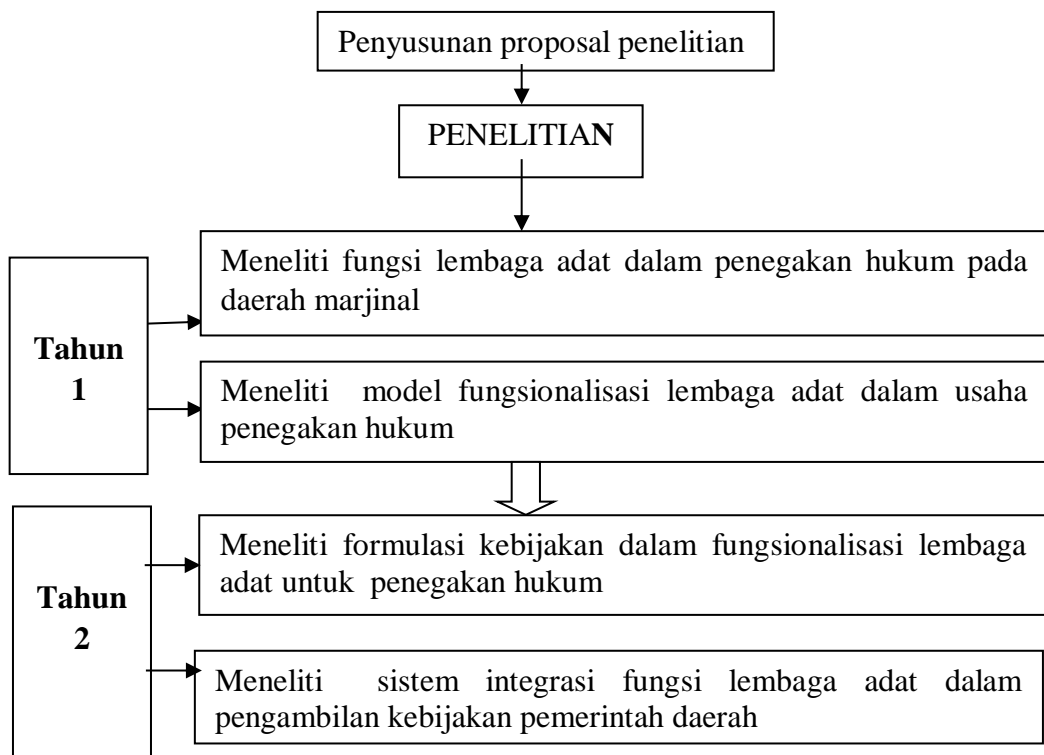 Penyusunan proposal penelitian
PENELITIAN
Meneliti fungsi lembaga adat dalam penegakan hukum pada
daerah marjinal
Tahun
1
Meneliti model fungsionalisasi lembaga adat dalam usaha
penegakan hukum
Meneliti formulasi kebijakan dalam fungsionalisasi lembaga
adat untuk penegakan hukum
Tahun
2
Meneliti sistem integrasi fungsi lembaga adat dalam
pengambilan kebijakan pemerintah daerah